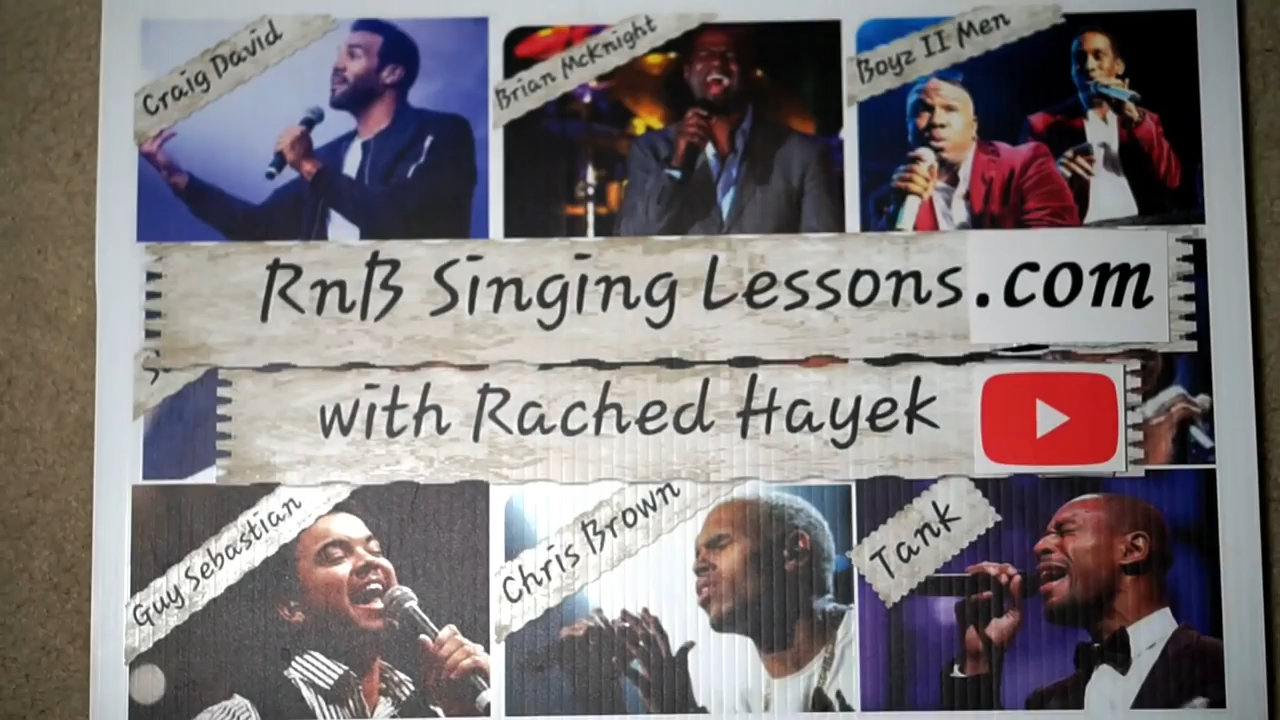 Craig David
Brian McKnight
Boyz II Men
RnB Singing Lessons.com
with Rached Hayek
Guy Sebastian
Chris Brown
Tank